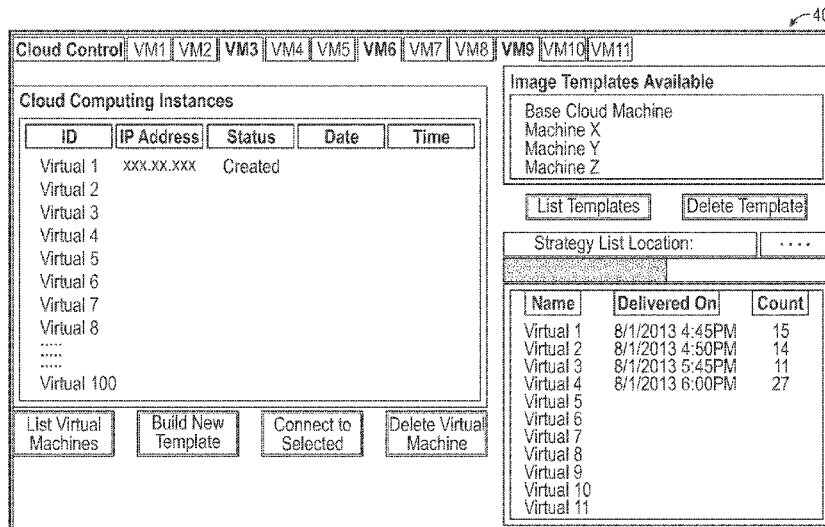 40
Cloud Control VM1 VM2 VM3 VM4 VM5 VM6 VM7 VM8 VM9 VM10 VM11
Cloud Computing Instances
ID IP Address Status Date Time
Virtual 1 xxx.xx.xxx Created
Virtual 2
Virtual 3
Virtual 4
Virtual 5
Virtual 6
Virtual 7
Virtual 8
.....
.....
.....
Virtual 100
List Virtual Machines
Build New Template
Connect to Selected
Delete Virtual Machine
Image Templates Available
Base Cloud Machine
Machine X
Machine Y
Machine Z
List Templates Delete Template
Strategy List Location: ....
Name Delivered On Count
Virtual 1 8/1/2013 4:45PM 15
Virtual 2 8/1/2013 4:50PM 14
Virtual 3 8/1/2013 5:45PM 11
Virtual 4 8/1/2013 6:00PM 27
Virtual 5
Virtual 6
Virtual 7
Virtual 8
Virtual 9
Virtual 10
Virtual 11